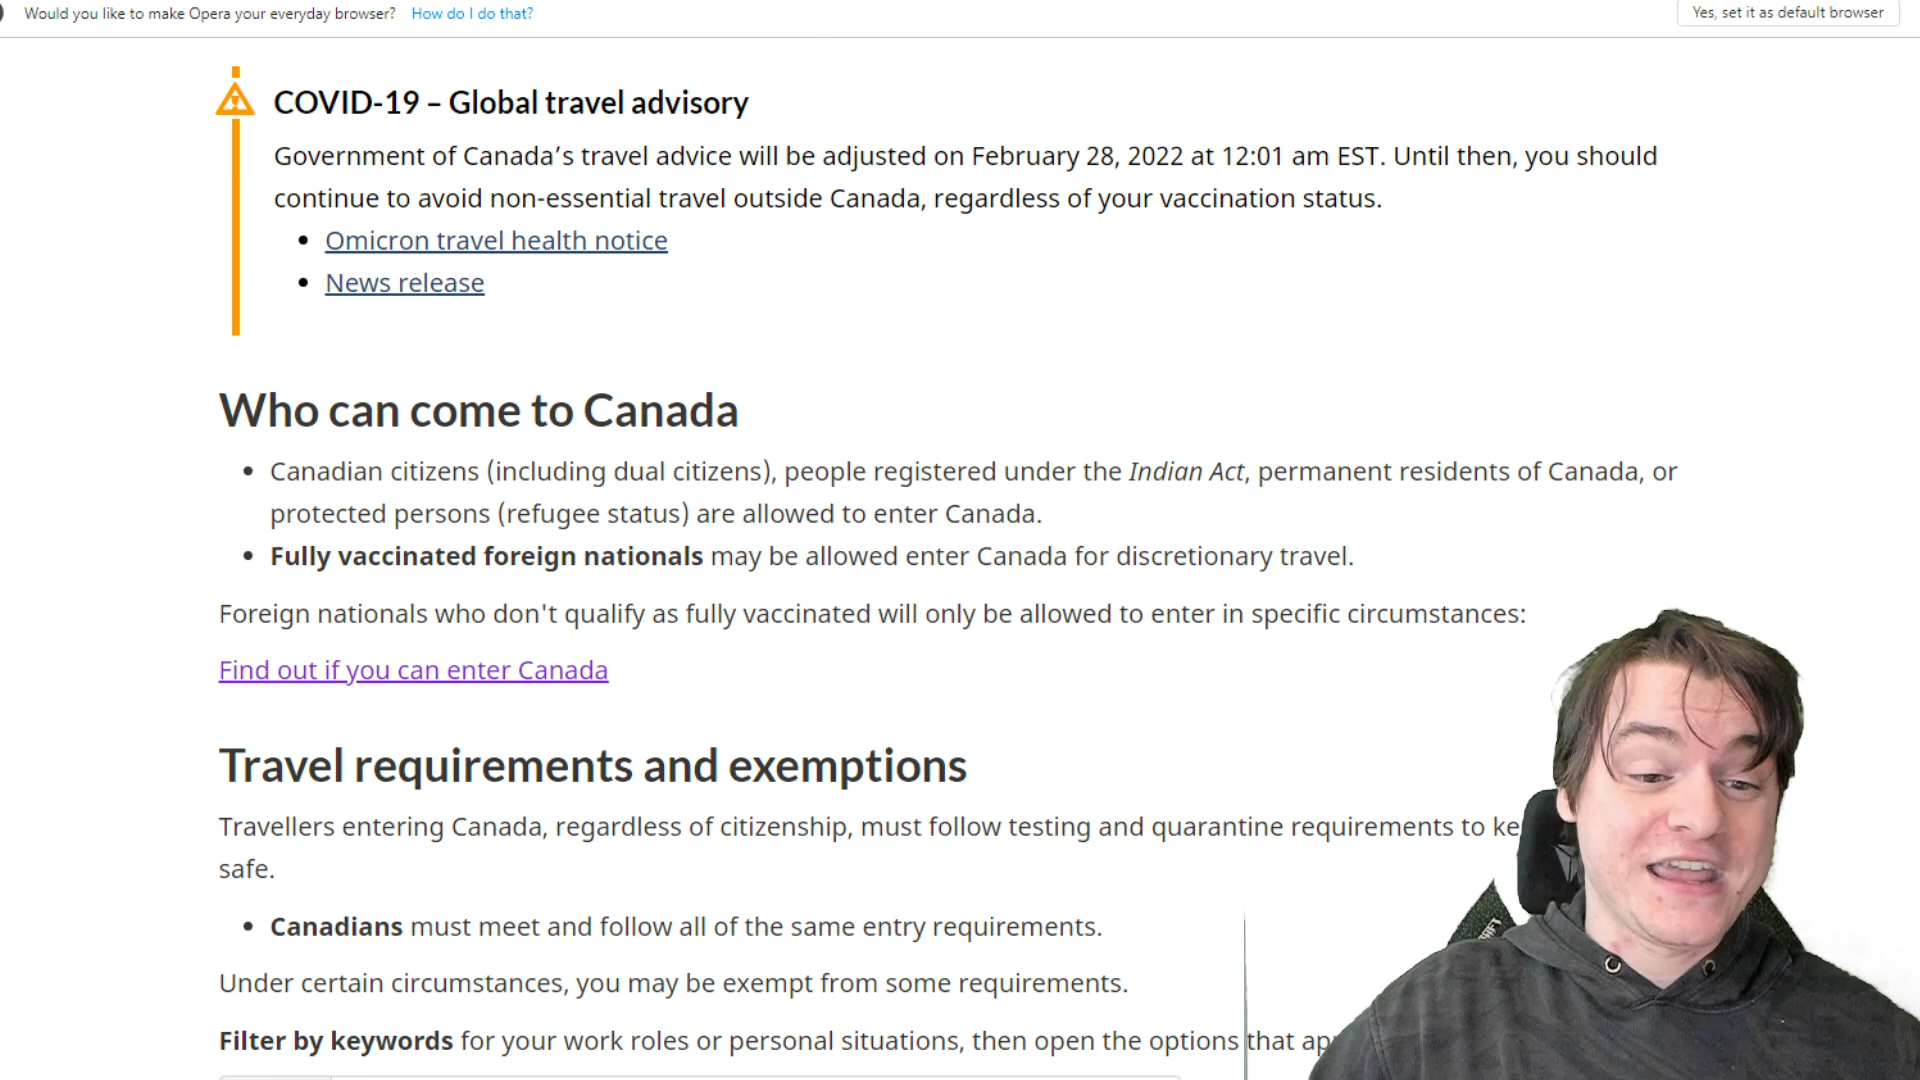 Would you like to make Opera your everyday browser? How do I do that? Yes, set it as default browser
COVID-19 – Global travel advisory
Government of Canada’s travel advice will be adjusted on February 28, 2022 at 12:01 am EST. Until then, you should
continue to avoid non-essential travel outside Canada, regardless of your vaccination status.
Omicron travel health notice
News release
Who can come to Canada
Canadian citizens (including dual citizens), people registered under the Indian Act, permanent residents of Canada, or
protected persons (refugee status) are allowed to enter Canada.
Fully vaccinated foreign nationals may be allowed enter Canada for discretionary travel.
Foreign nationals who don't qualify as fully vaccinated will only be allowed to enter in specific circumstances:
Find out if you can enter Canada
Travel requirements and exemptions
Travellers entering Canada, regardless of citizenship, must follow testing and quarantine requirements to
safe.
Canadians must meet and follow all of the same entry requirements.
Under certain circumstances, you may be exempt from some requirements.
Filter by keywords for your work roles or personal situations, then open the options that